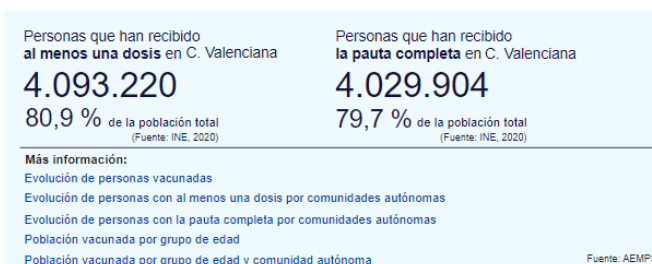 Personas que han recibido
al menos una dosis en C. Valenciana
4.093.220
80,9 % de la población total
(Fuente: INE, 2020)
Personas que han recibido
la pauta completa en C. Valenciana
4.029.904
79,7 % de la población total
(Fuente: INE, 2020)
Más información:
Evolución de personas vacunadas
Evolución de personas con al menos una dosis por comunidades autónomas
Evolución de personas con la pauta completa por comunidades autónomas
Población vacunada por grupo de edad
Población vacunada por grupo de edad y comunidad autónoma
Fuente: AEMPS